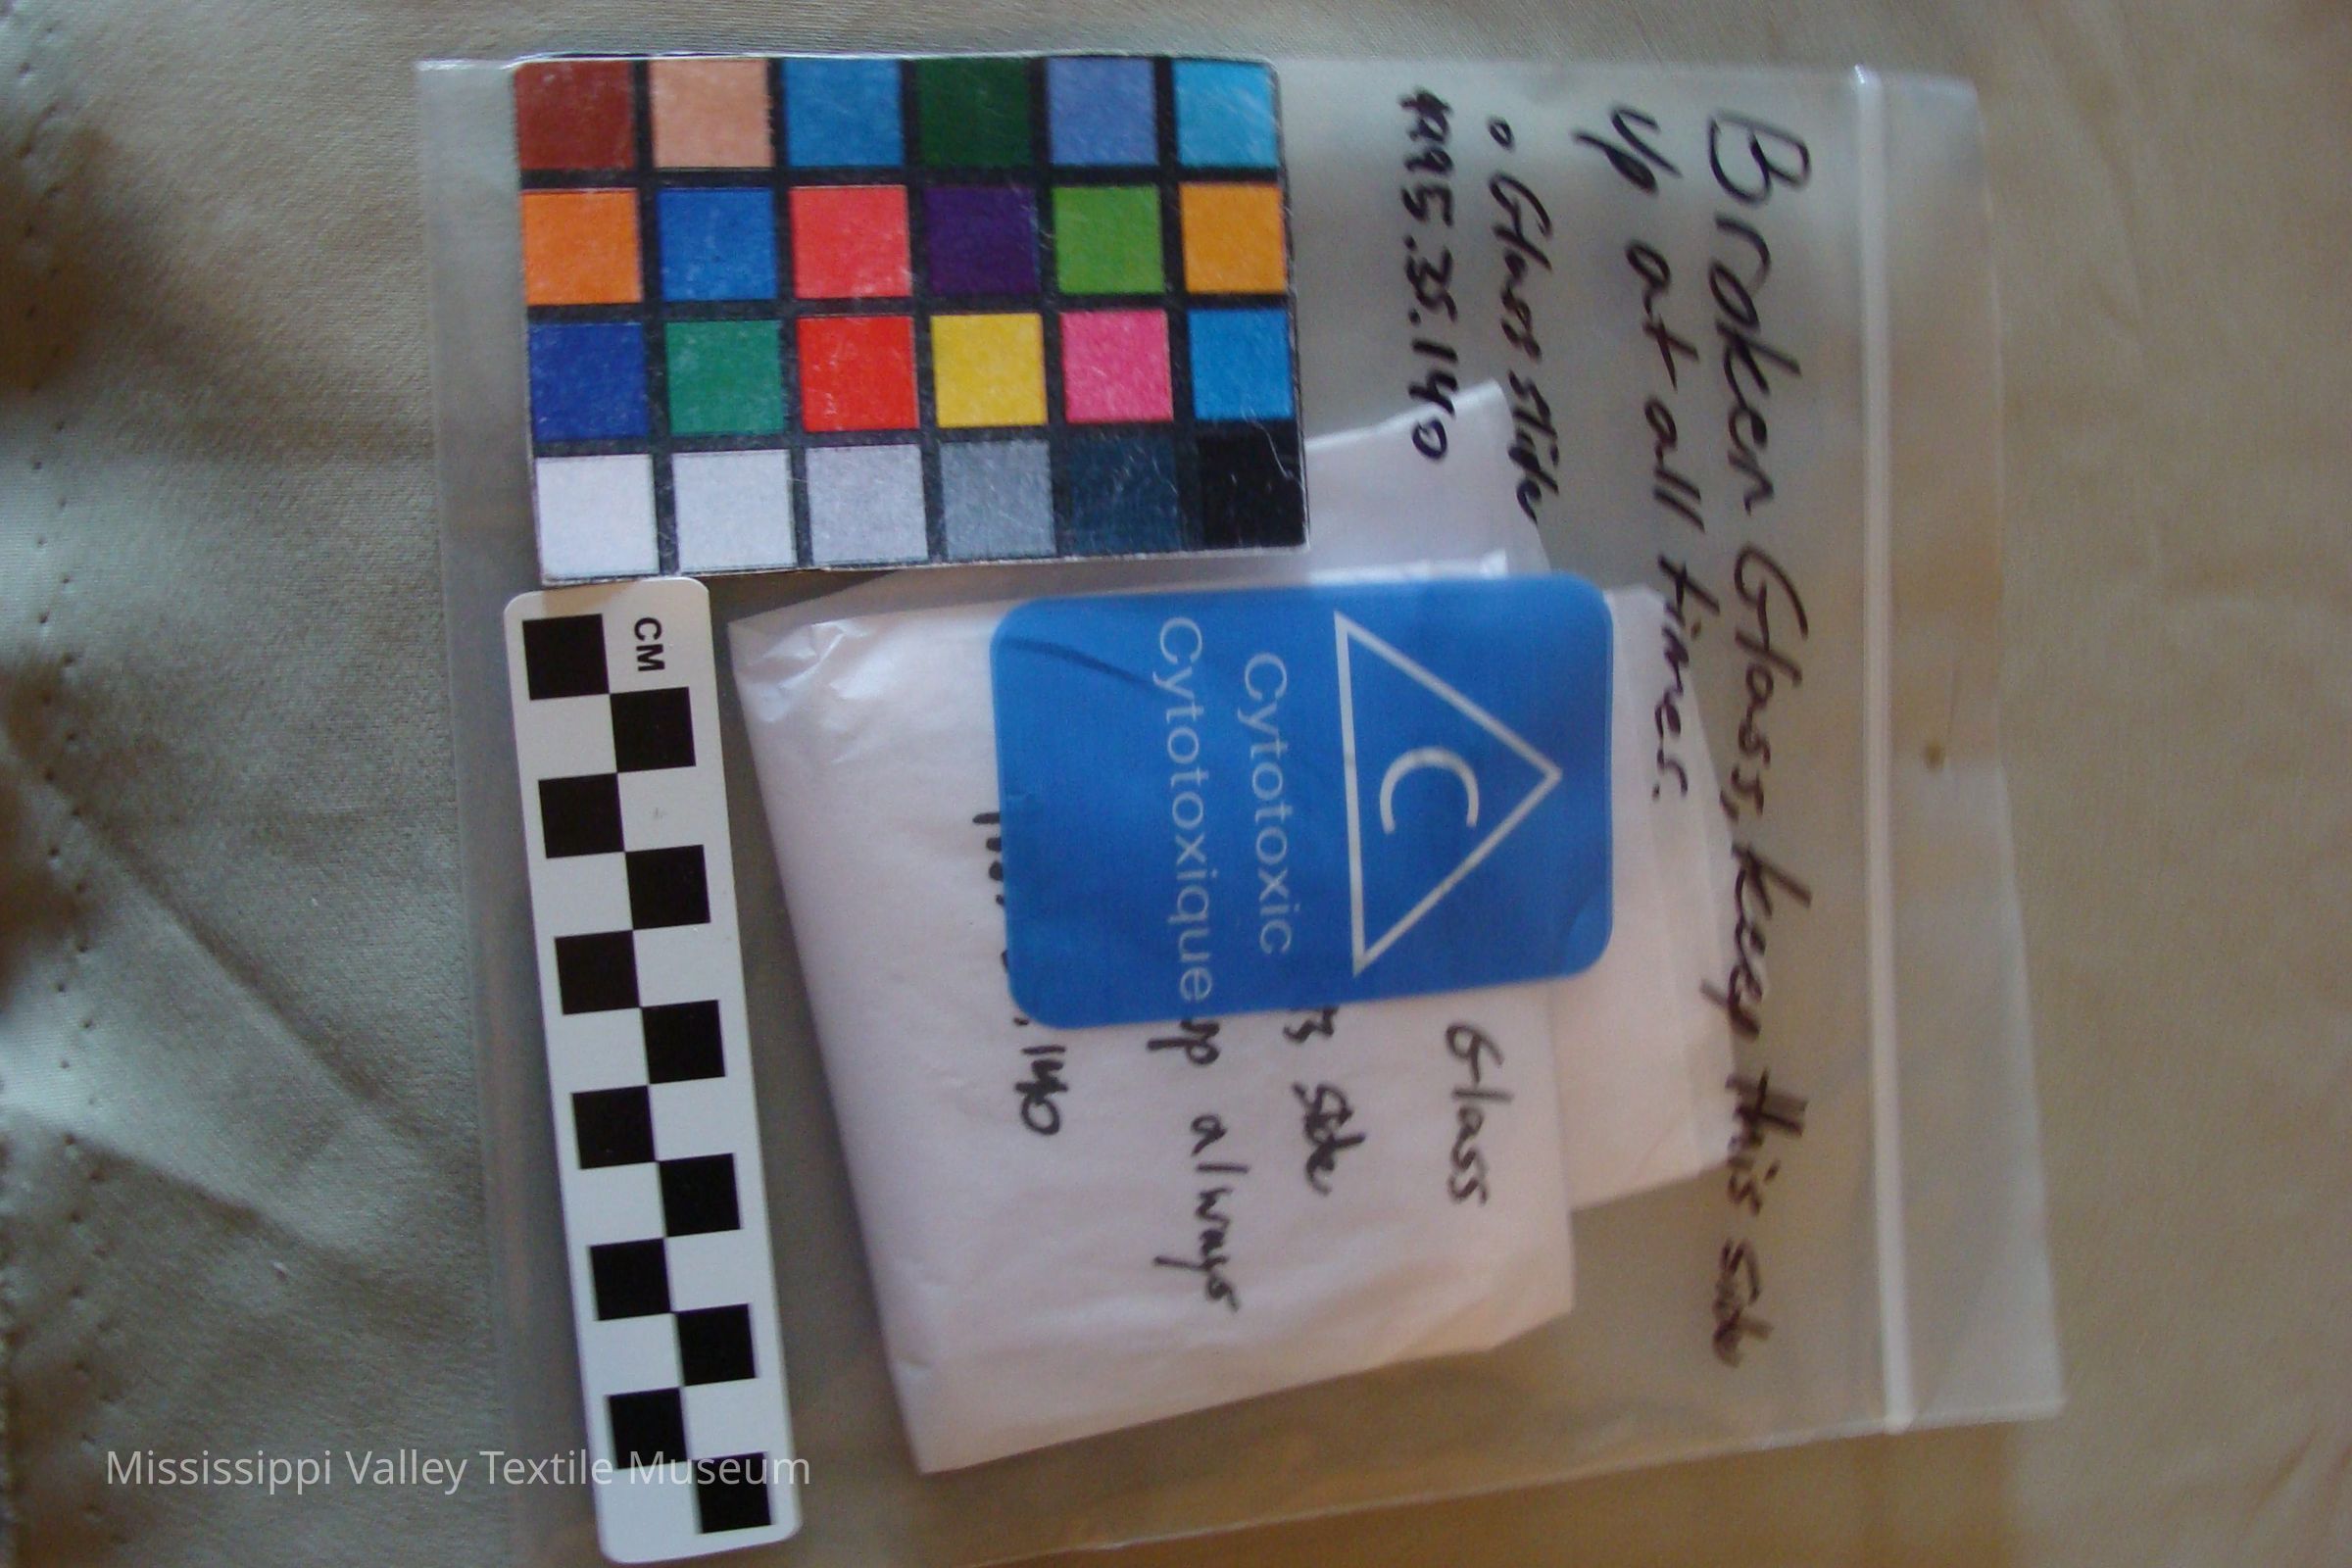 Broken Glass, keep this side
up at all times.
• Glass slide
1995.35.140
C
Cytotoxic
Cytotoxique
Glass
side
up always
.140
CM
Mississippi Valley Textile Museum